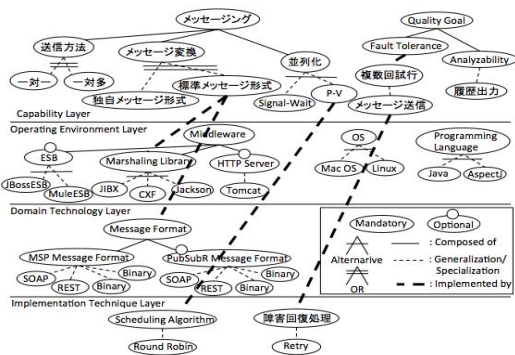 メッセージング
Quality Goal
送信方法
メッセージ変換
並列化
Fault Tolerance
Analyzability
一対一
一対多
独自メッセージ形式
標準メッセージ形式
Signal-Wait
P-V
複数回試行
メッセージ送信
履歴出力
Capability Layer
Operating Environment Layer
Middleware
ESB
Marshaling Library
HTTP Server
OS
Programming
Language
JBossESB
MuleESB
JIBX
CXF
Jackson
Tomcat
Mac OS
Linux
Java
AspectJ
Domain Technology Layer
Message Format
MSP Message Format
PubSubR Message Format
SOAP
REST
Binary
Binary
SOAP
REST
Binary
Binary
Mandatory
Optional
Alternarive
OR
: Composed of
: Generalization/
Specialization
: Implemented by
Implementation Technique Layer
Scheduling Algorithm
障害回復処理
Round Robin
Retry